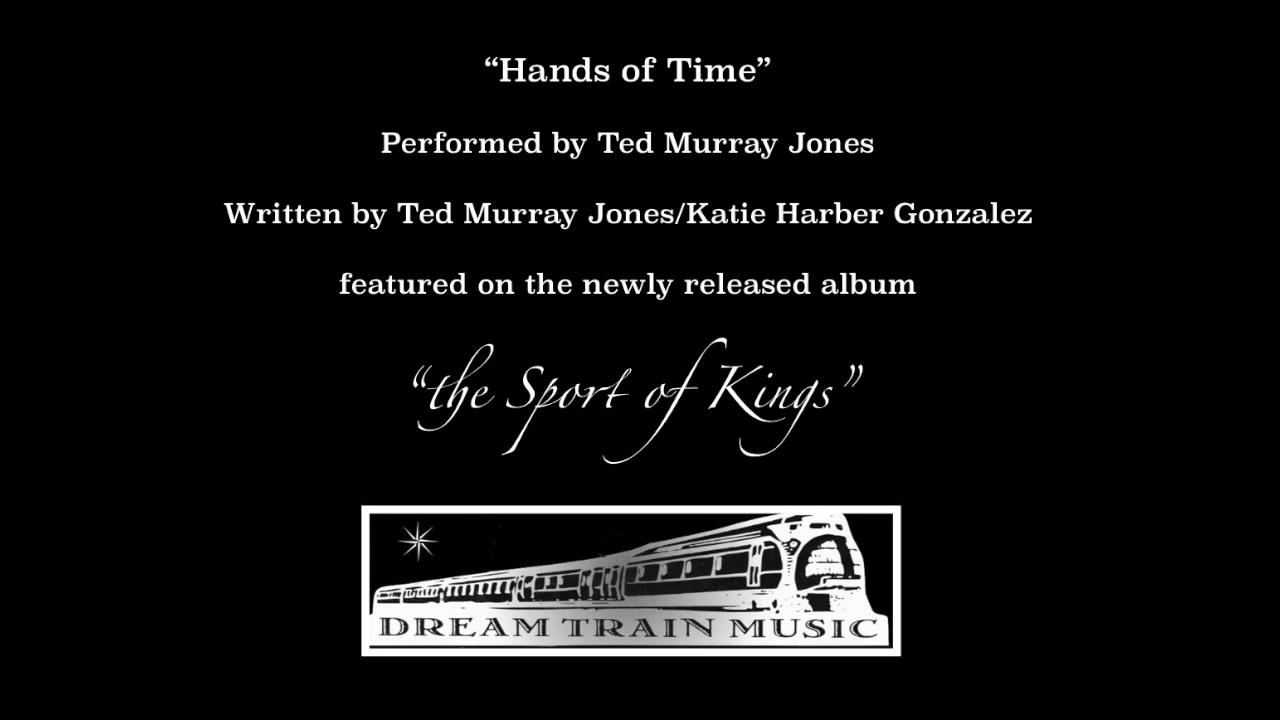 “Hands of Time”
Performed by Ted Murray Jones
Written by Ted Murray Jones/Katie Harber Gonzalez
featured on the newly released album
“the Sport of Kings”
DREAM TRAIN MUSIC